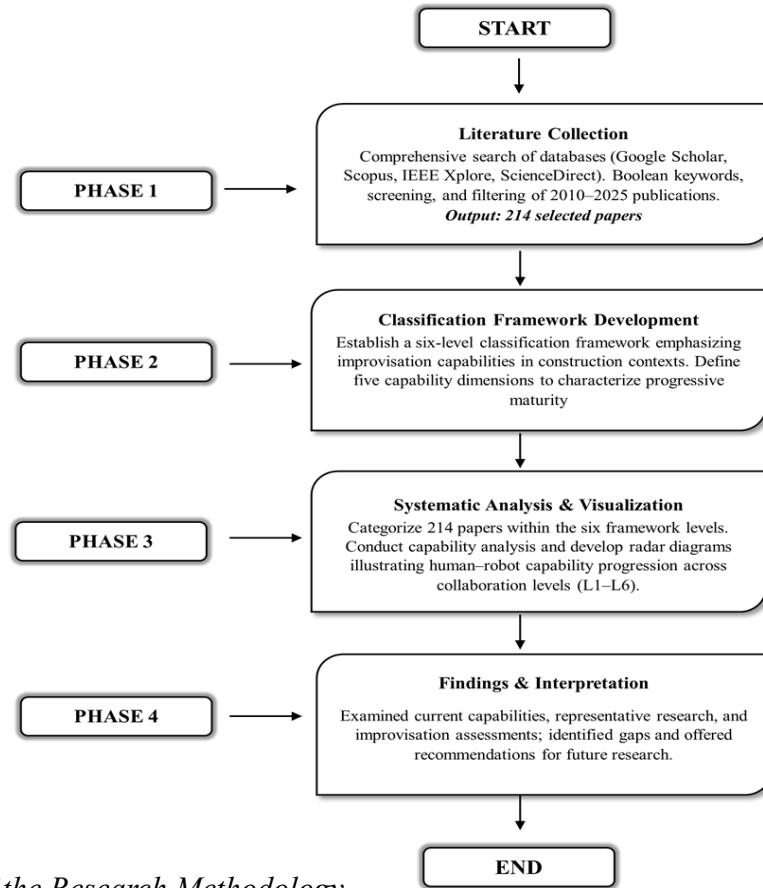 START
Literature Collection
Comprehensive search of databases (Google Scholar,
Scopus, IEEE Xplore, ScienceDirect). Boolean keywords,
screening, and filtering of 2010–2025 publications.
Output: 214 selected papers
PHASE 1
Classification Framework Development
Establish a six-level classification framework emphasizing
improvisation capabilities in construction contexts. Define
five capability dimensions to characterize progressive
maturity
PHASE 2
Systematic Analysis & Visualization
Categorize 214 papers within the six framework levels.
Conduct capability analysis and develop radar diagrams
illustrating human–robot capability progression across
collaboration levels (L1–L6).
PHASE 3
Findings & Interpretation
Examined current capabilities, representative research, and
improvisation assessments; identified gaps and offered
recommendations for future research.
PHASE 4
END
the Research Methodology